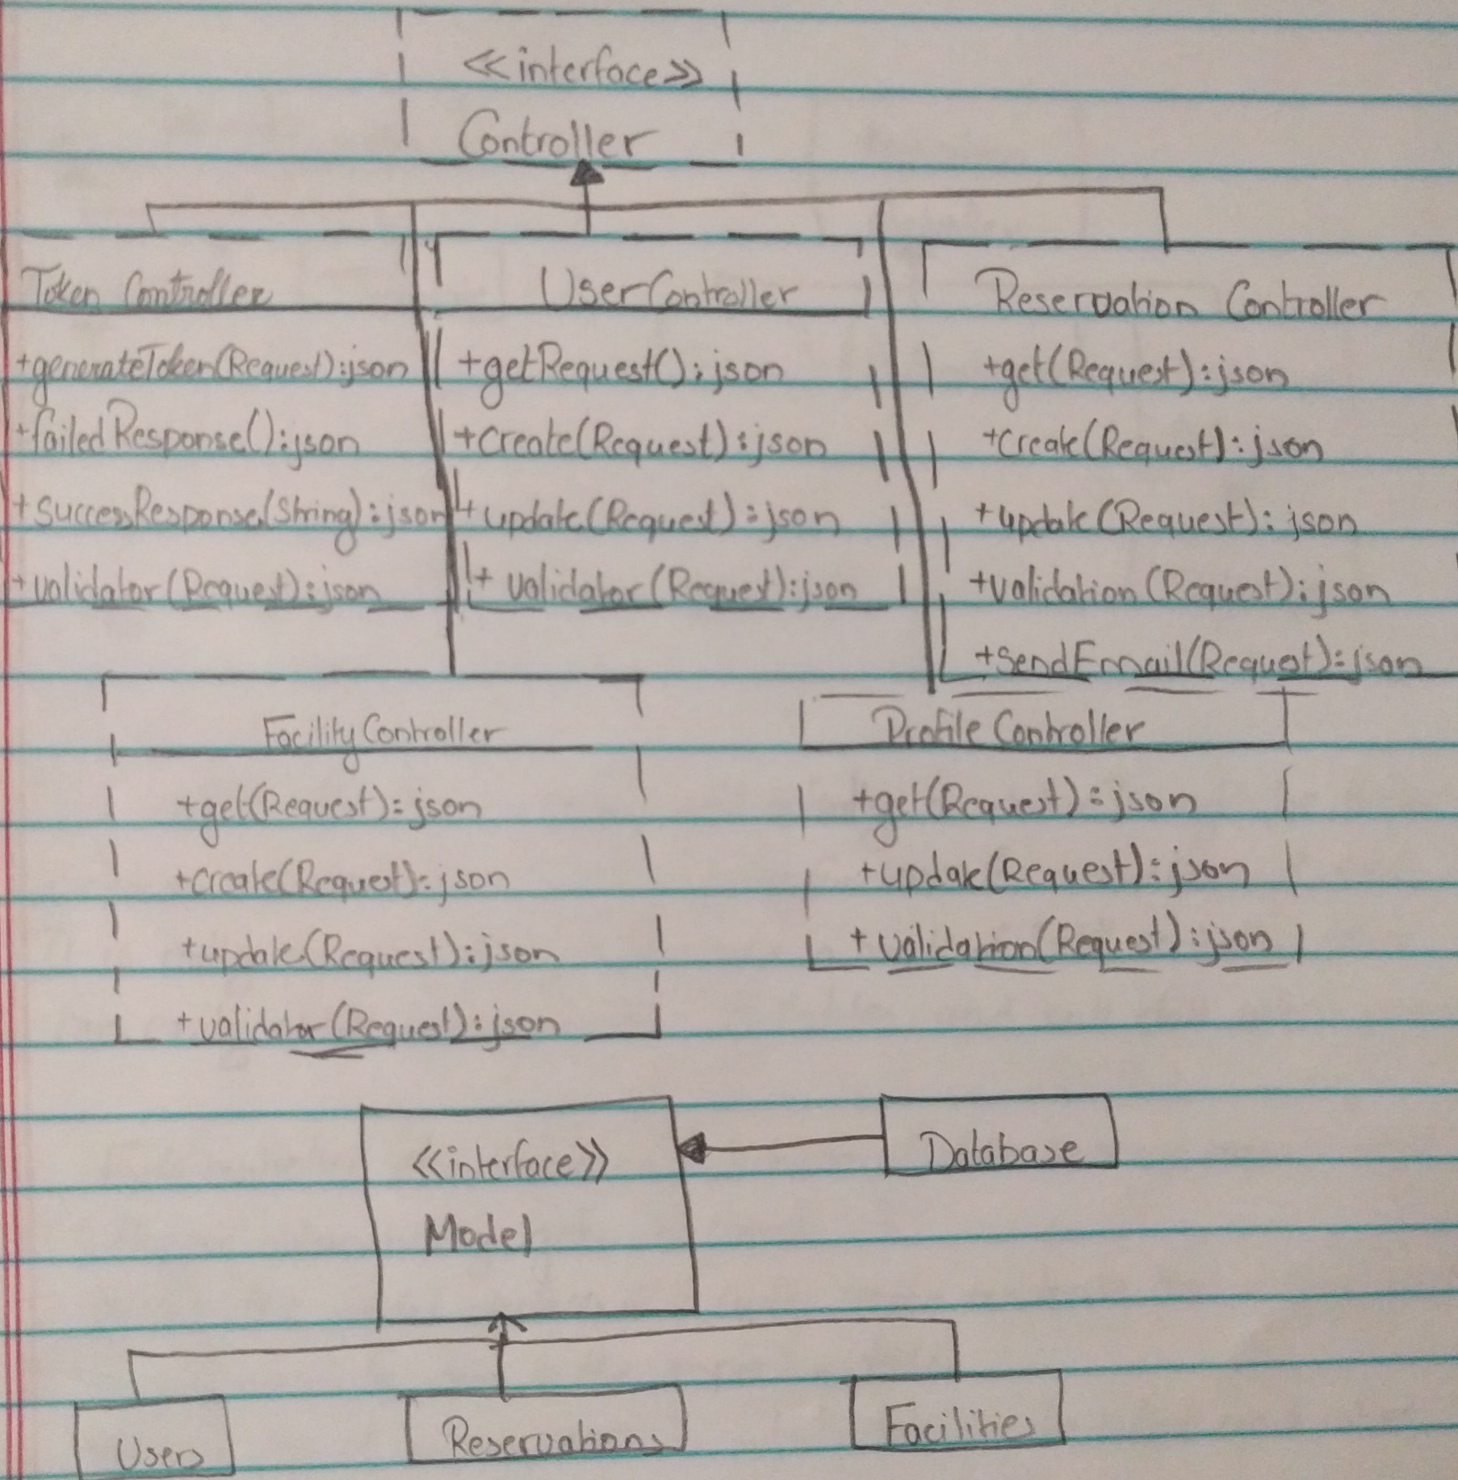 <<interface>>
Controller
Token Controller
+generateToken(Request):json
+failedResponse():json
+SuccessResponse(String):json
+validator(Request):json
UserController
+getRequest():json
+Create(Request):json
+update(Request):json
+ validator(Request):json
Reservation Controller
+get(Request):json
+Create(Request):json
+update(Request):json
+validation(Request):json
+SendEmail(Request):json
FacilityController
+get(Request):json
+Create(Request):json
+update(Request):json
+validator(Request):json
Profile Controller
+get(Request):json
+update(Request):json
+ validation(Request):json
<<interface>>
Model
Database
Users
Reservations
Facilities